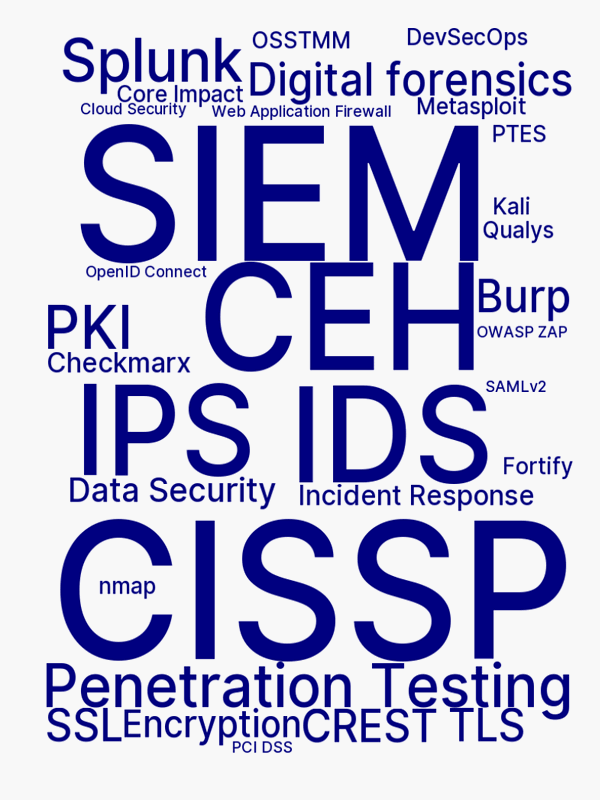 OSSTMM
DevSecOps
Splunk
Digital forensics
Core Impact
Cloud Security
Web Application Firewall
Metasploit
SIEM
PTES
Kali
Qualys
OpenID Connect
CEH
Burp
PKI
OWASP ZAP
Checkmarx
IPS
IDS
SAMLv2
Fortify
Data Security
Incident Response
CISSP
nmap
Penetration Testing
SSL
Encryption
CREST
TLS
PCI DSS